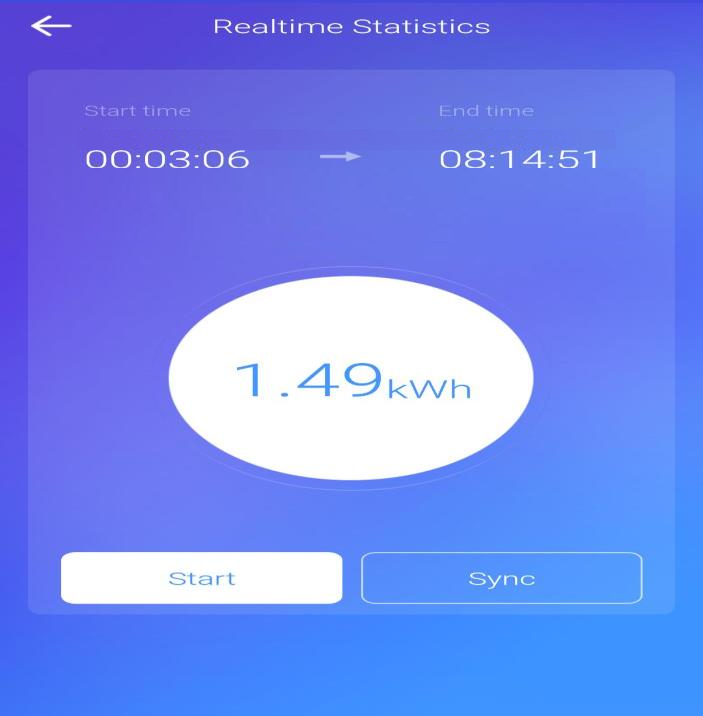 Realtime Statistics
Start time End time
00:03:06 08:14:51
1.49kWh
Start Sync